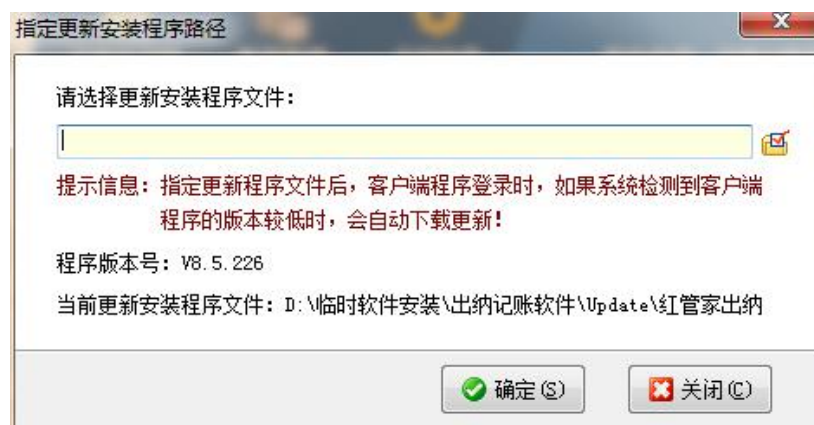 指定更新安装程序路径
请选择更新安装程序文件:
提示信息: 指定更新程序文件后, 客户端程序登录时, 如果系统检测到客户端
程序的版本较低时, 会自动下载更新!
程序版本号: V8.5.226
当前更新安装程序文件: D:\临时软件安装\出纳记账软件\Update\红管家出纳
确定(S)
关闭(C)